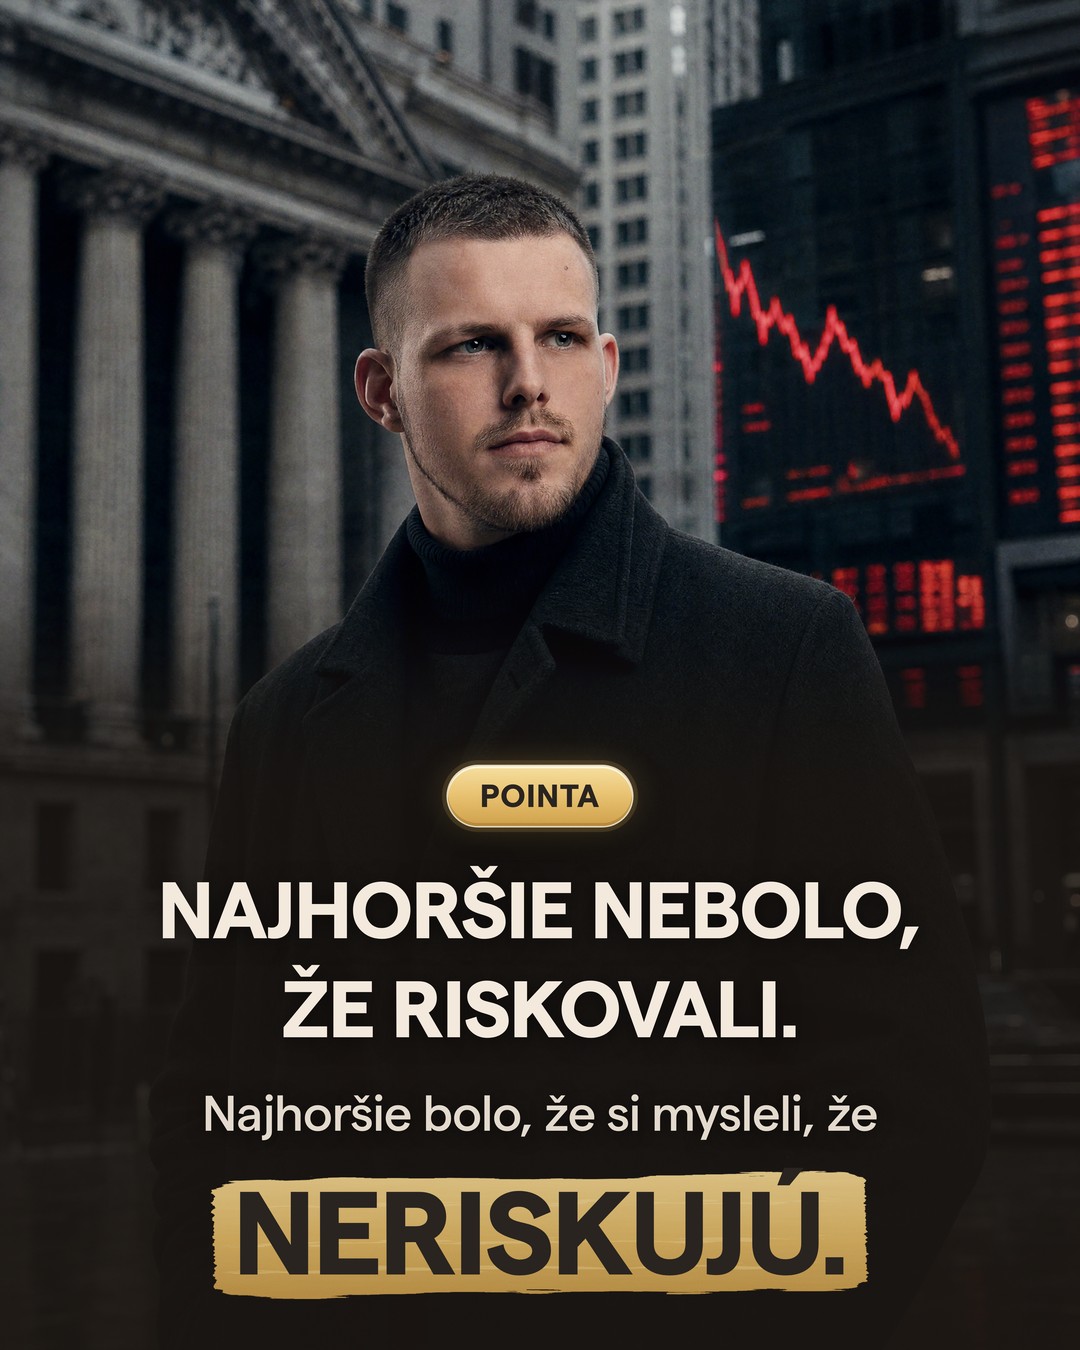 POINTA
NAJHORŠIE NEBOLO,
ŽE RISKOVALI.
Najhoršie bolo, že si mysleli, že
NERISKUJÚ.